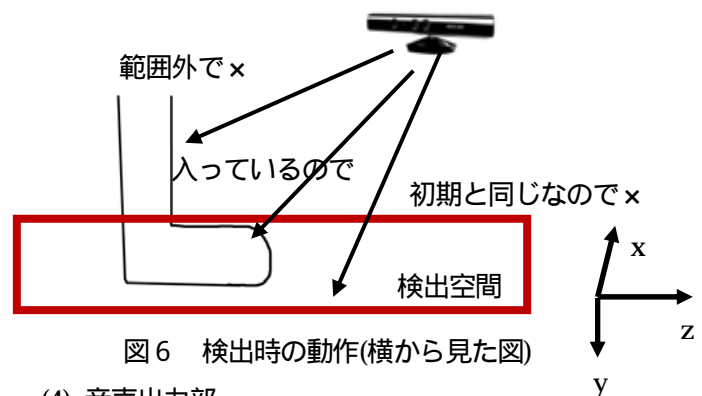 範囲外で×
入っているので
初期と同じなので×
検出空間
x
z
y
図6 検出時の動作(横から見た図)